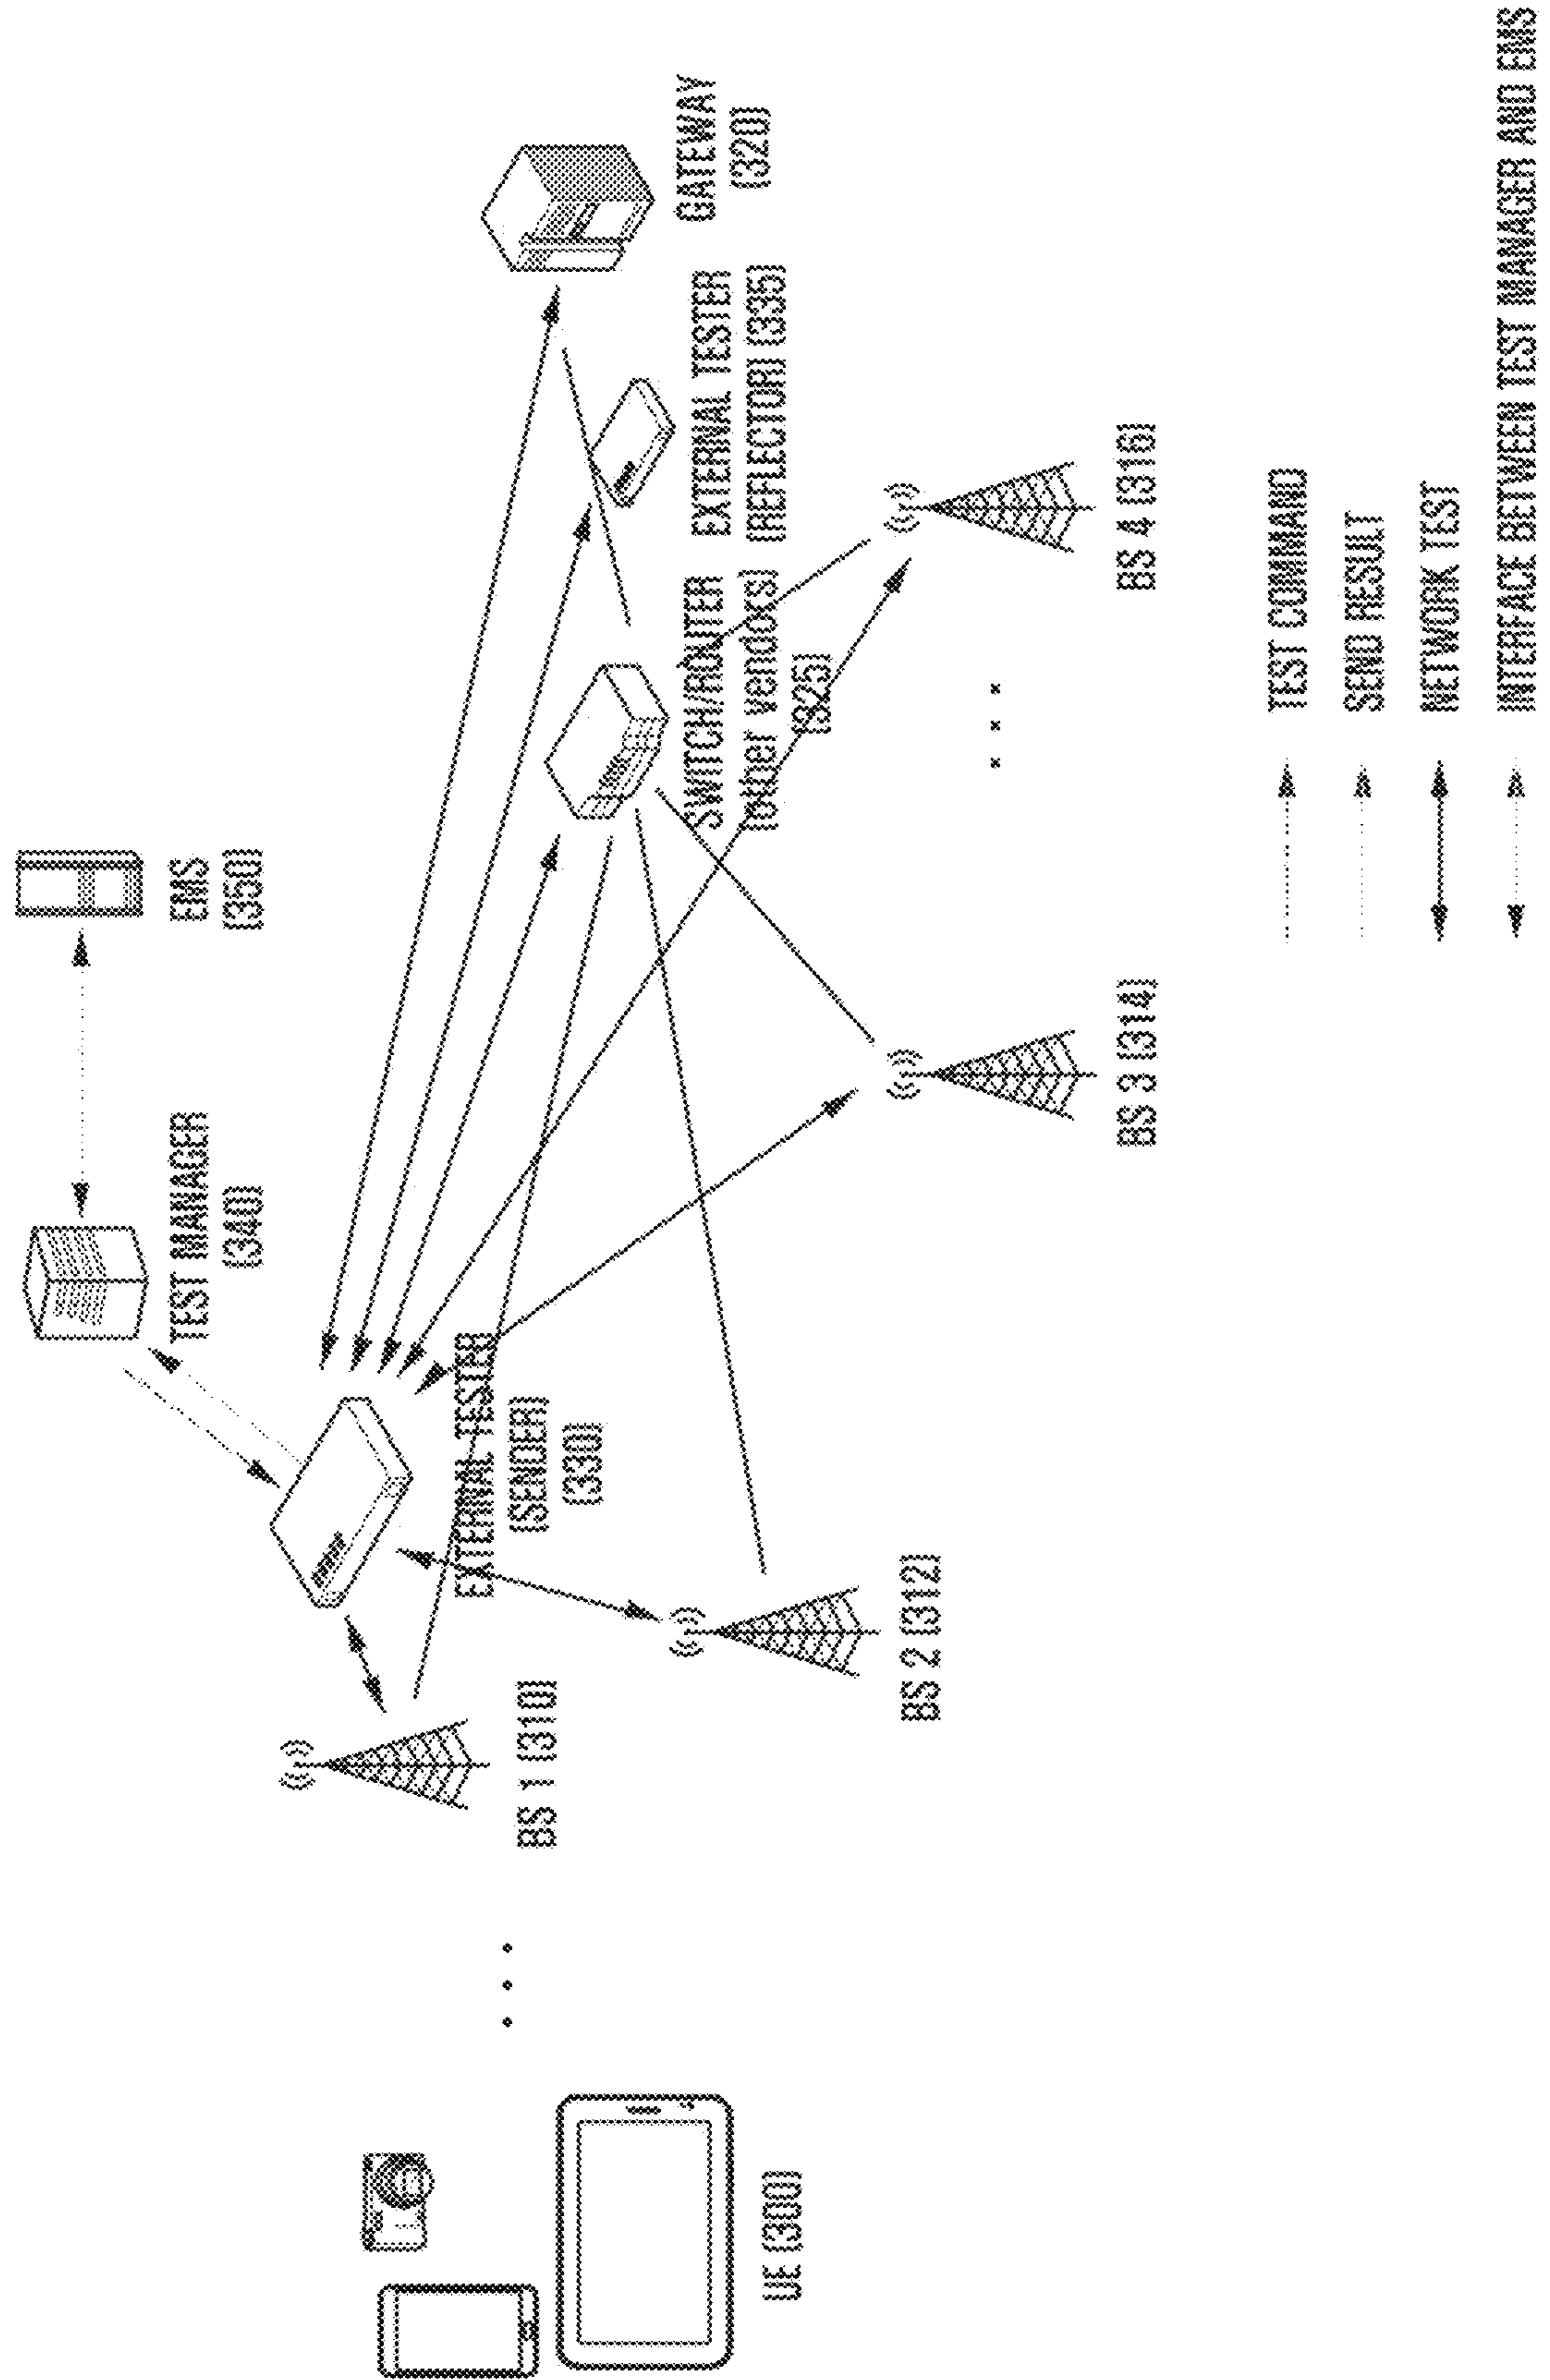 EMS
(350)
TEST MANAGER
(340)
GATEWAY
(320)
EXTERNAL TESTER
(REFLECTOR) (335)
SWITCH/ROUTER
(other vendors)
(325)
EXTERNAL TESTER
(SENDER)
(330)
BS 1 (310)
BS 2 (312)
BS 3 (314)
BS 4 (316)
UE (300)
TEST COMMAND
SEND RESULT
NETWORK TEST
INTERFACE BETWEEN TEST MANAGER AND EMS